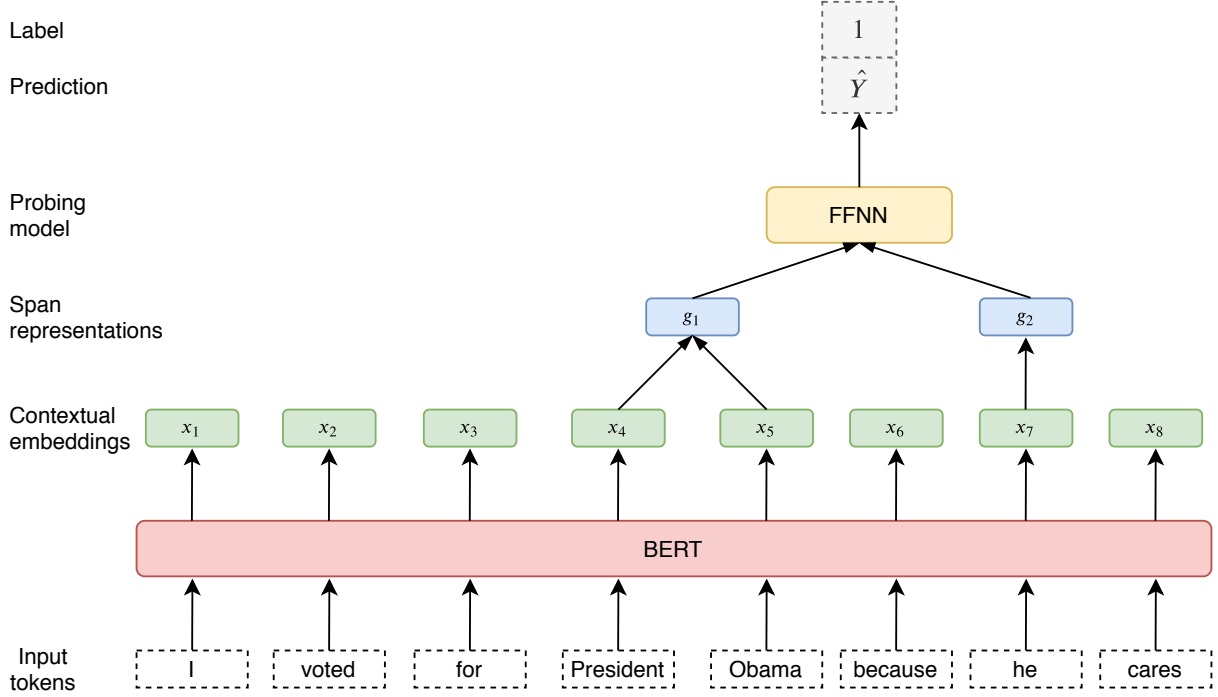 Label
1
Prediction
Ŷ
Probing
model
FFNN
Span
representations
g₁
g₂
Contextual
embeddings
x₁
x₂
x₃
x₄
x₅
x₆
x₇
x₈
BERT
Input
tokens
I
voted
for
President
Obama
because
he
cares